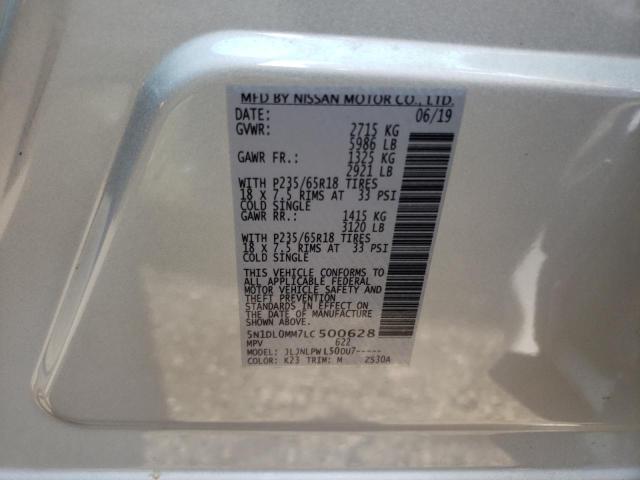 MFD BY NISSAN MOTOR CO., LTD.
DATE: 06/19
GVWR: 2715 KG
5986 LB
GAWR FR.: 1325 KG
2921 LB
WITH P235/65R18 TIRES
18 X 7.5 RIMS AT 33 PSI
COLD SINGLE
GAWR RR.: 1415 KG
3120 LB
WITH P235/65R18 TIRES
18 X 7.5 RIMS AT 33 PSI
COLD SINGLE
THIS VEHICLE CONFORMS TO
ALL APPLICABLE FEDERAL
MOTOR VEHICLE SAFETY AND
THEFT PREVENTION
STANDARDS IN EFFECT ON
THE DATE OF MANUFACTURE
SHOWN ABOVE.
5N1DL0MM7LC500628
MPV 622
MODEL: JLJNLPWL50OU7-----
COLOR: K23 TRIM: M ZS30A